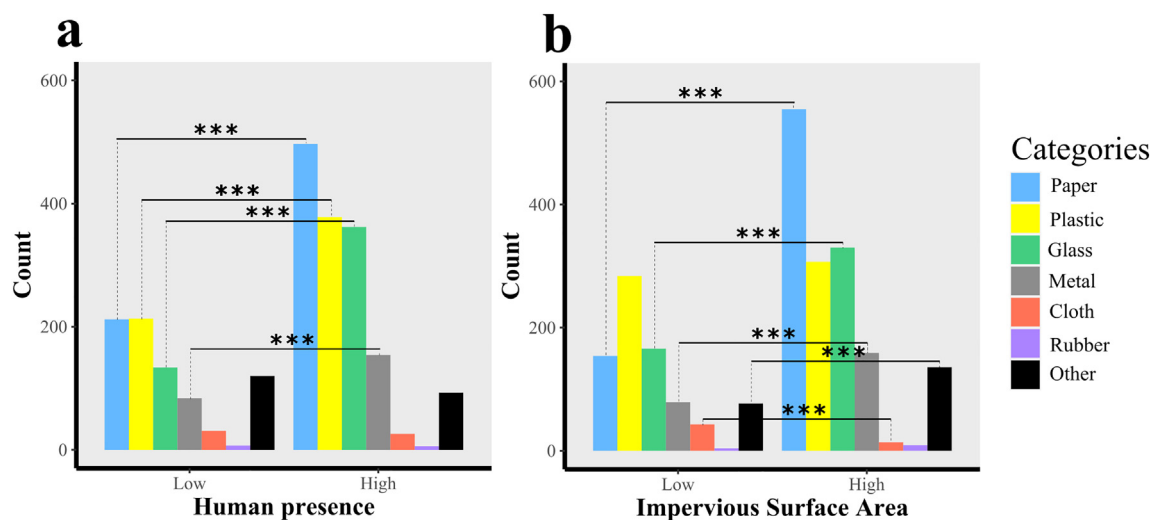 a
600
400
200
0
Count
***
***
***
***
Low
High
Human presence
b
600
400
200
0
Count
***
***
***
***
***
Low
High
Impervious Surface Area
Categories
Paper
Plastic
Glass
Metal
Cloth
Rubber
Other